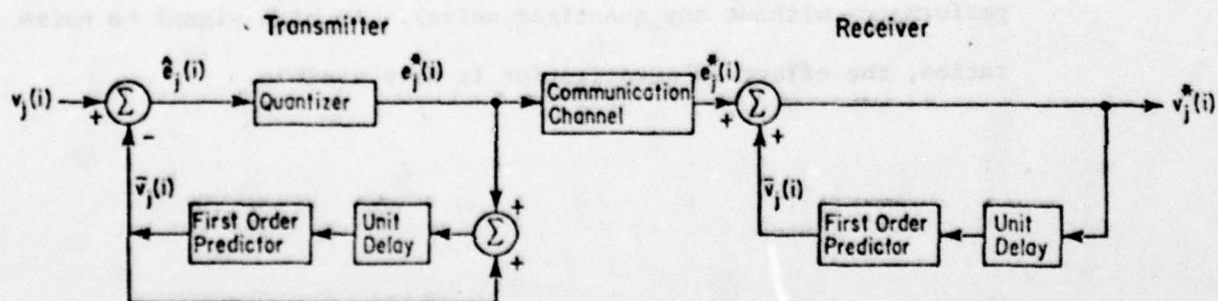 Transmitter
Receiver
v_j(i)
+
Σ
−
ê_j(i)
Quantizer
e*_j(i)
Communication
Channel
e*_j(i)
+
Σ
+
v*_j(i)
v̄_j(i)
First Order
Predictor
Unit
Delay
Σ
+
+
v̄_j(i)
First Order
Predictor
Unit
Delay